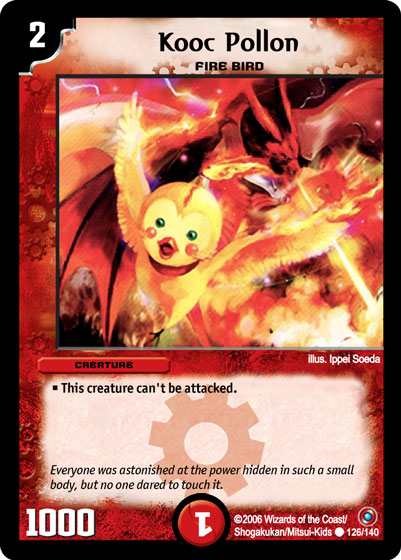 2
Kooc Pollon
FIRE BIRD
illus. Ippei Soeda
CREATURE
▪ This creature can't be attacked.
Everyone was astonished at the power hidden in such a small
body, but no one dared to touch it.
1000
1
©2006 Wizards of the Coast/
Shogakukan/Mitsui-Kids ● 126/140